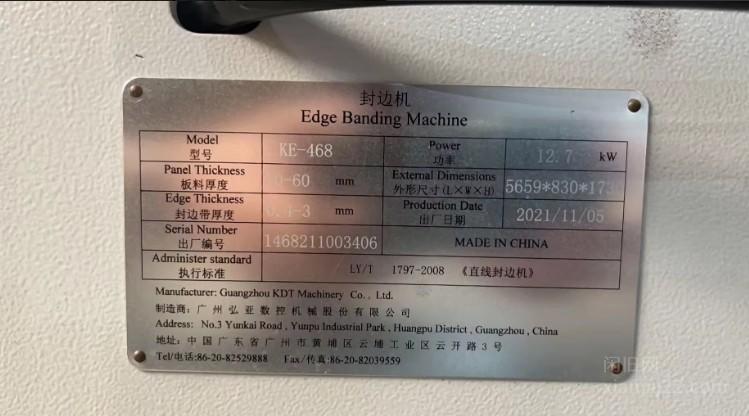 封边机
Edge Banding Machine
Model
型号
KE-468
Power
功率
12.7 kW
Panel Thickness
板料厚度
mm
External Dimensions
外形尺寸(L×W×H)
Edge Thickness
封边带厚度
mm
Production Date
出厂日期
2021/11/05
Serial Number
出厂编号
1468211003406
MADE IN CHINA
Administer standard
执行标准
LY/T 1797-2008 《直线封边机》
Manufacturer: Guangzhou KDT Machinery Co., Ltd.
制造商: 广州弘亚数控机械股份有限公司
Address: No.3 Yunkai Road, Yunpu Industrial Park, Huangpu District, Guangzhou, China
地址: 中国广东省广州市黄埔区云埔工业区云开路3号
Tel/电话:86-20-82529888 Fax/传真:86-20-82039559
闲旧网